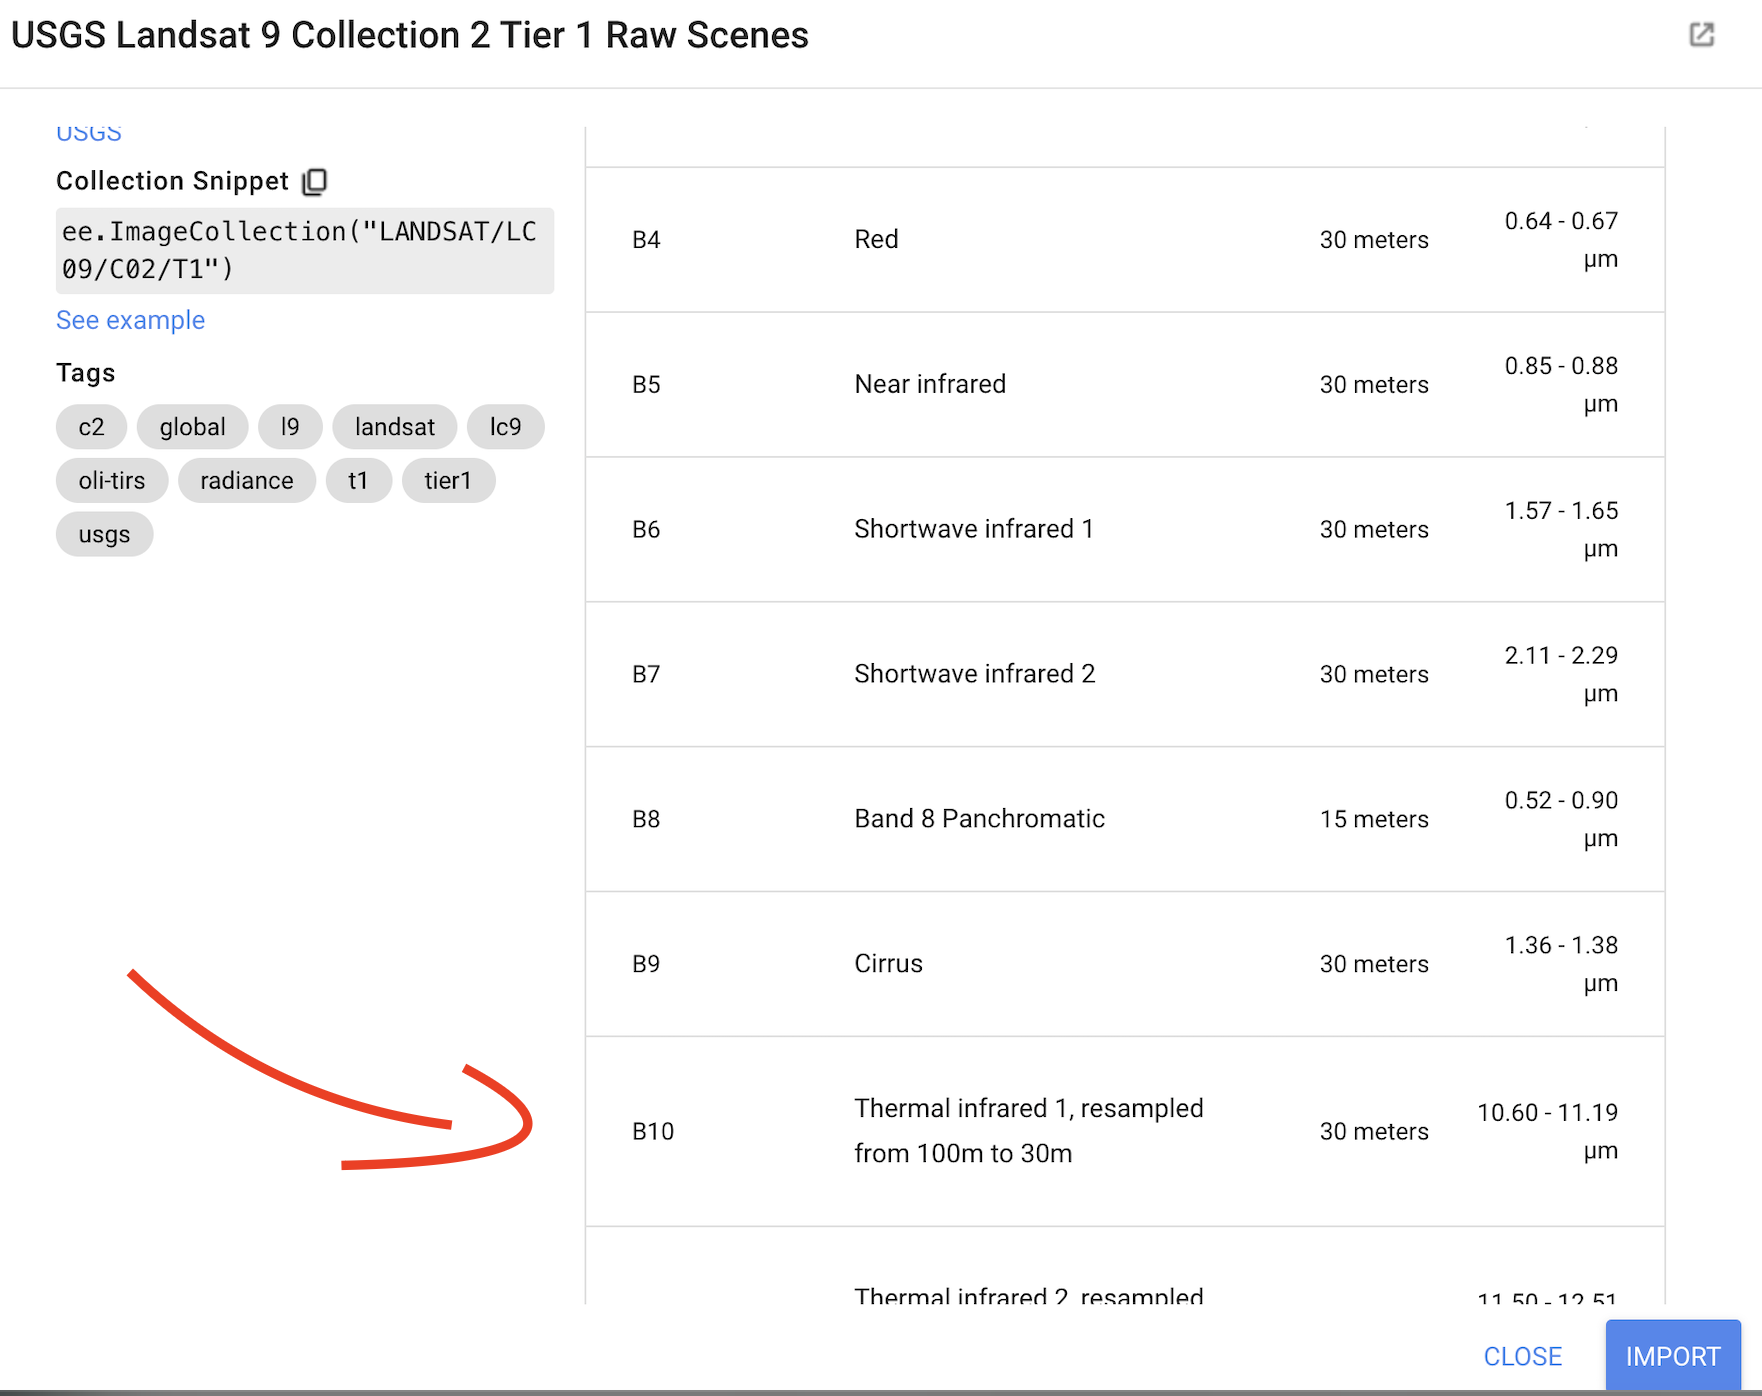 USGS Landsat 9 Collection 2 Tier 1 Raw Scenes
USGS
Collection Snippet
ee.ImageCollection("LANDSAT/LC
09/C02/T1")
See example
Tags
c2 global l9 landsat lc9
oli-tirs radiance t1 tier1
usgs
B4 Red 30 meters 0.64 - 0.67
µm
B5 Near infrared 30 meters 0.85 - 0.88
µm
B6 Shortwave infrared 1 30 meters 1.57 - 1.65
µm
B7 Shortwave infrared 2 30 meters 2.11 - 2.29
µm
B8 Band 8 Panchromatic 15 meters 0.52 - 0.90
µm
B9 Cirrus 30 meters 1.36 - 1.38
µm
B10 Thermal infrared 1, resampled
from 100m to 30m 30 meters 10.60 - 11.19
µm
Thermal infrared 2, resampled 11.50 - 12.51
CLOSE IMPORT